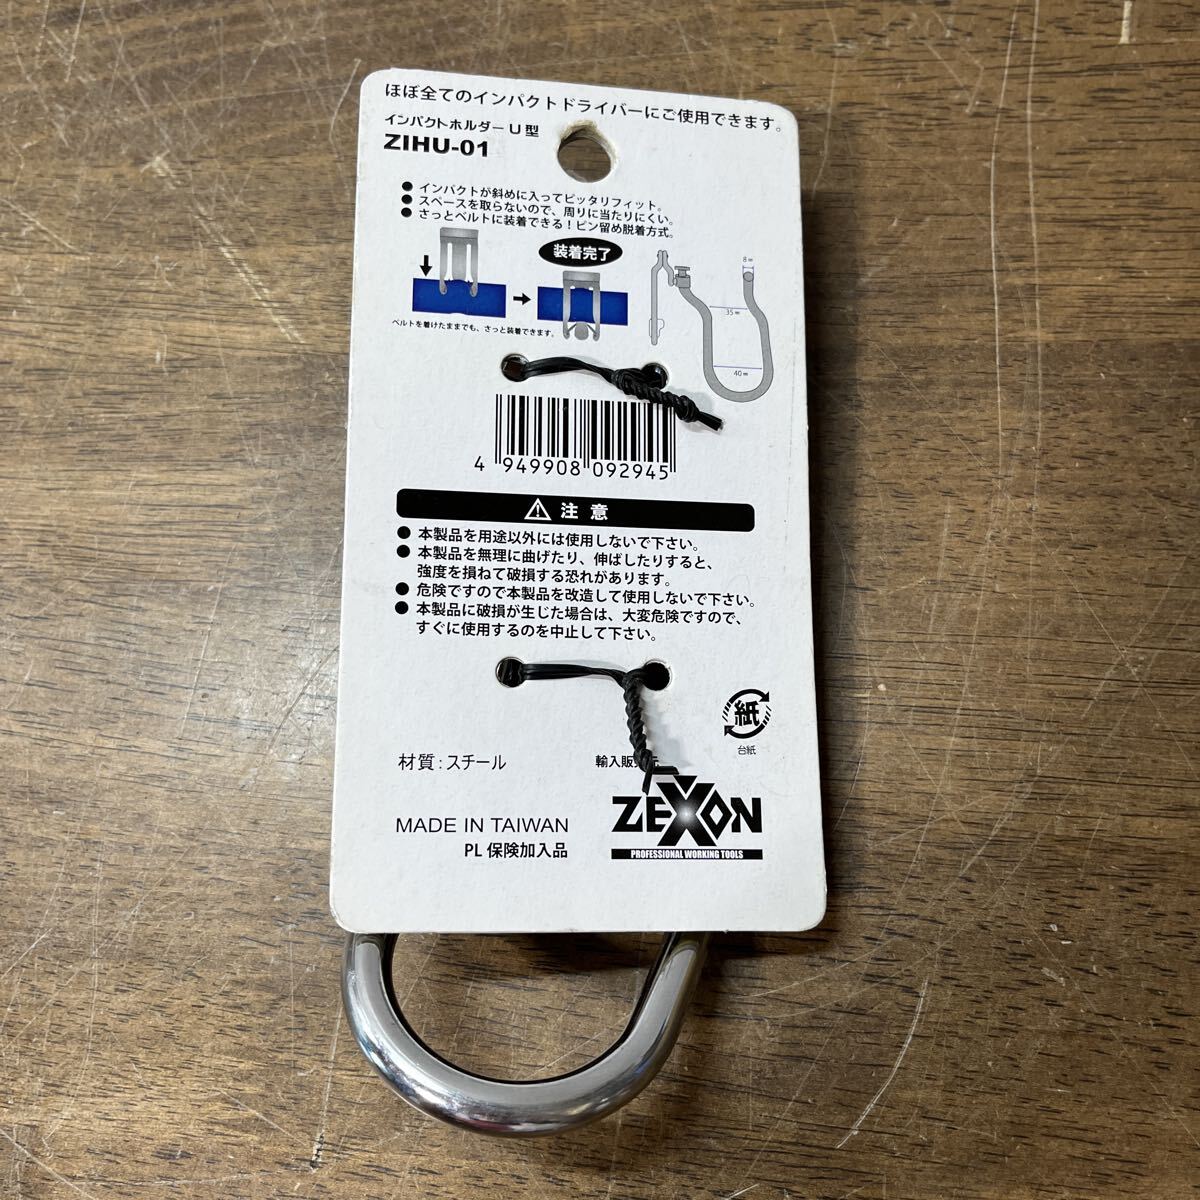 ほぼ全てのインパクトドライバーにご使用できます。
インパクトホルダー U型
ZIHU-01
● インパクトが斜めに入ってピッタリフィット。
● スペースを取らないので、周りに当たりにくい。
● さっとベルトに装着できる！ピン留め脱着方式。
装着完了
ベルトを着けたままでも、さっと装着できます。
8㎜
35㎜
40㎜
4 949908 092945
⚠ 注意
● 本製品を用途以外には使用しないで下さい。
● 本製品を無理に曲げたり、伸ばしたりすると、
強度を損ねて破損する恐れがあります。
● 危険ですので本製品を改造して使用しないで下さい。
● 本製品に破損が生じた場合は、大変危険ですので、
すぐに使用するのを中止して下さい。
紙
台紙
材質：スチール
輸入販売元
ZEXON
PROFESSIONAL WORKING TOOLS
MADE IN TAIWAN
PL 保険加入品